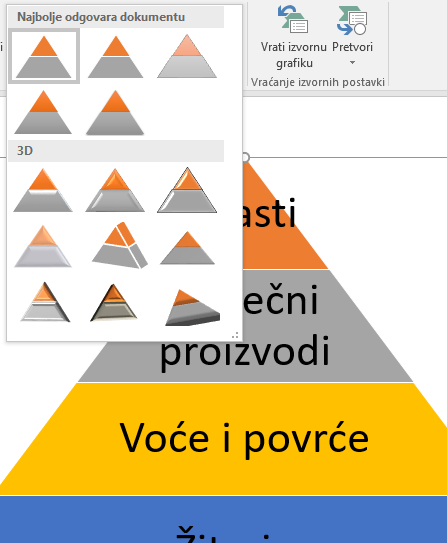 Najbolje odgovara dokumentu
3D
Vrati izvornu
grafiku
Pretvori
Vraćanje izvornih postavki
asti
ečni
proizvodi
Voće i povrće